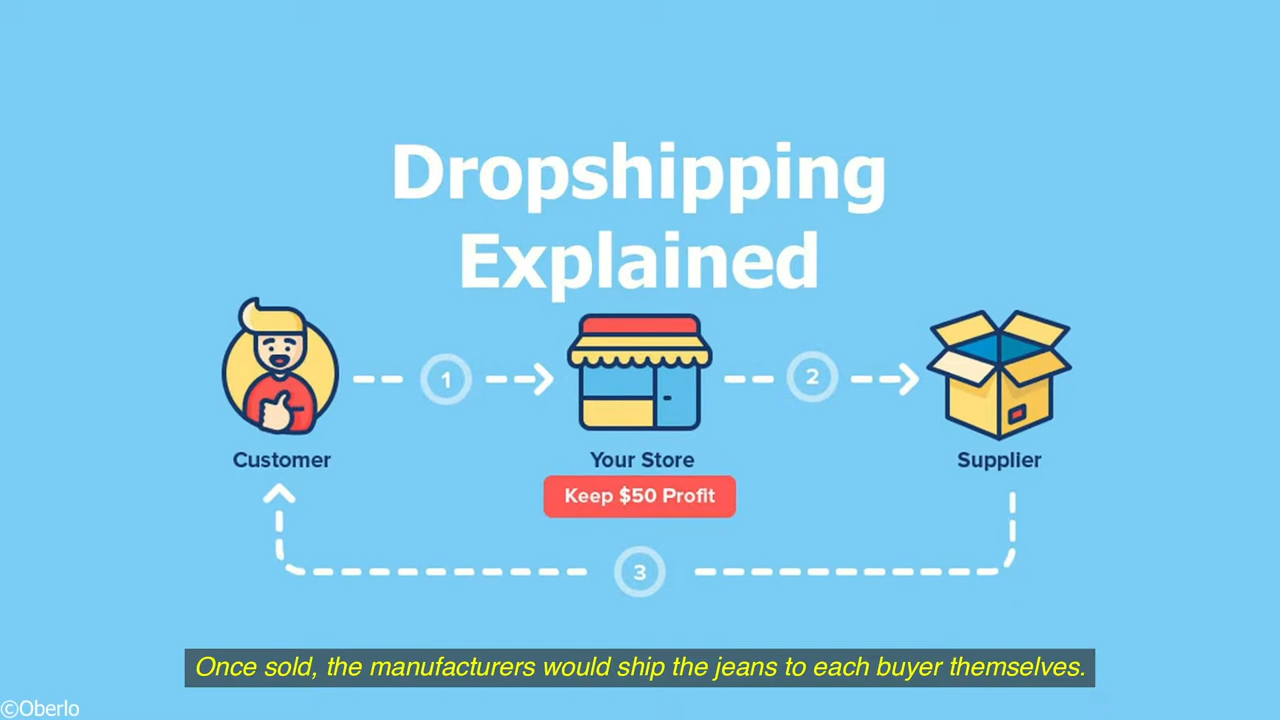 Dropshipping
Explained
1
2
Customer
Your Store
Supplier
Keep $50 Profit
3
Once sold, the manufacturers would ship the jeans to each buyer themselves.
©Oberlo